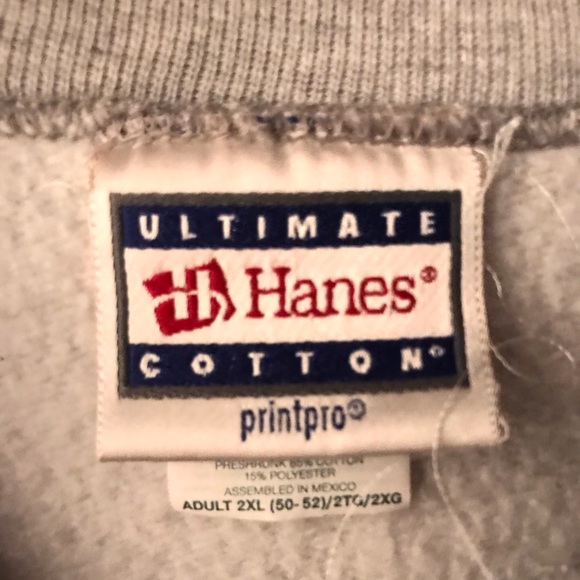 ULTIMATE
Hanes®
COTTON®
printpro®
PRESHRUNK 85% COTTON
15% POLYESTER
ASSEMBLED IN MEXICO
ADULT 2XL (50-52)/2TG/2XG